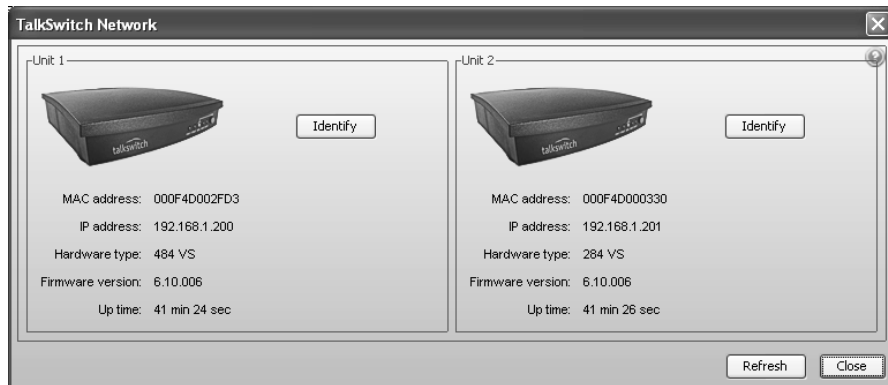 TalkSwitch Network
Unit 1
talkswitch
Identify
MAC address: 000F4D002FD3
IP address: 192.168.1.200
Hardware type: 484 VS
Firmware version: 6.10.006
Up time: 41 min 24 sec
Unit 2
talkswitch
Identify
MAC address: 000F4D000330
IP address: 192.168.1.201
Hardware type: 284 VS
Firmware version: 6.10.006
Up time: 41 min 26 sec
Refresh
Close